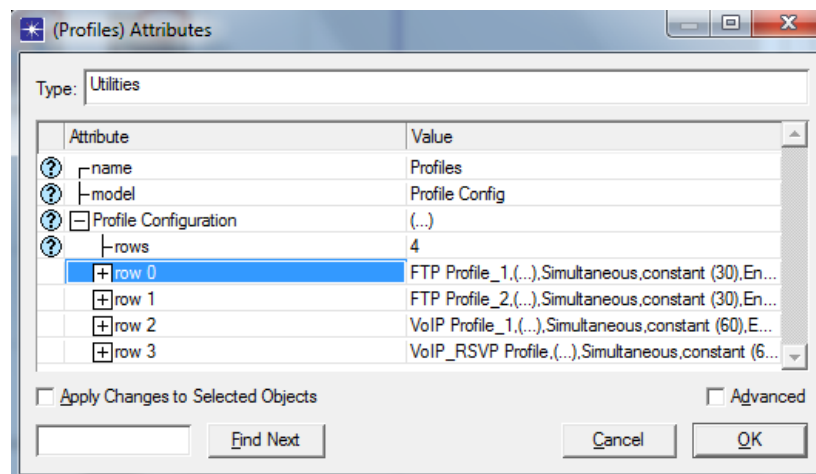 (Profiles) Attributes
Type: Utilities
Attribute Value
name Profiles
model Profile Config
Profile Configuration (...)
rows 4
row 0 FTP Profile_1,(...),Simultaneous,constant (30),En...
row 1 FTP Profile_2,(...),Simultaneous,constant (30),En...
row 2 VoIP Profile_1,(...),Simultaneous,constant (60),E...
row 3 VoIP_RSVP Profile,(...),Simultaneous,constant (6...
Apply Changes to Selected Objects Advanced
Find Next Cancel OK